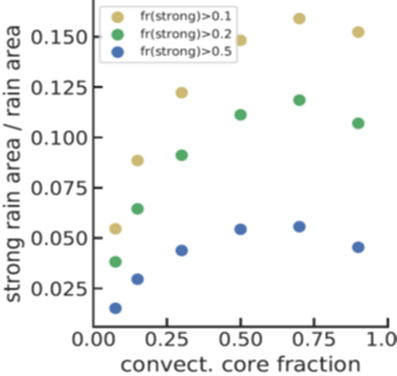 strong rain area / rain area
fr(strong)>0.1
fr(strong)>0.2
fr(strong)>0.5
0.150
0.125
0.100
0.075
0.050
0.025
0.00 0.25 0.50 0.75 1.0
convect. core fraction